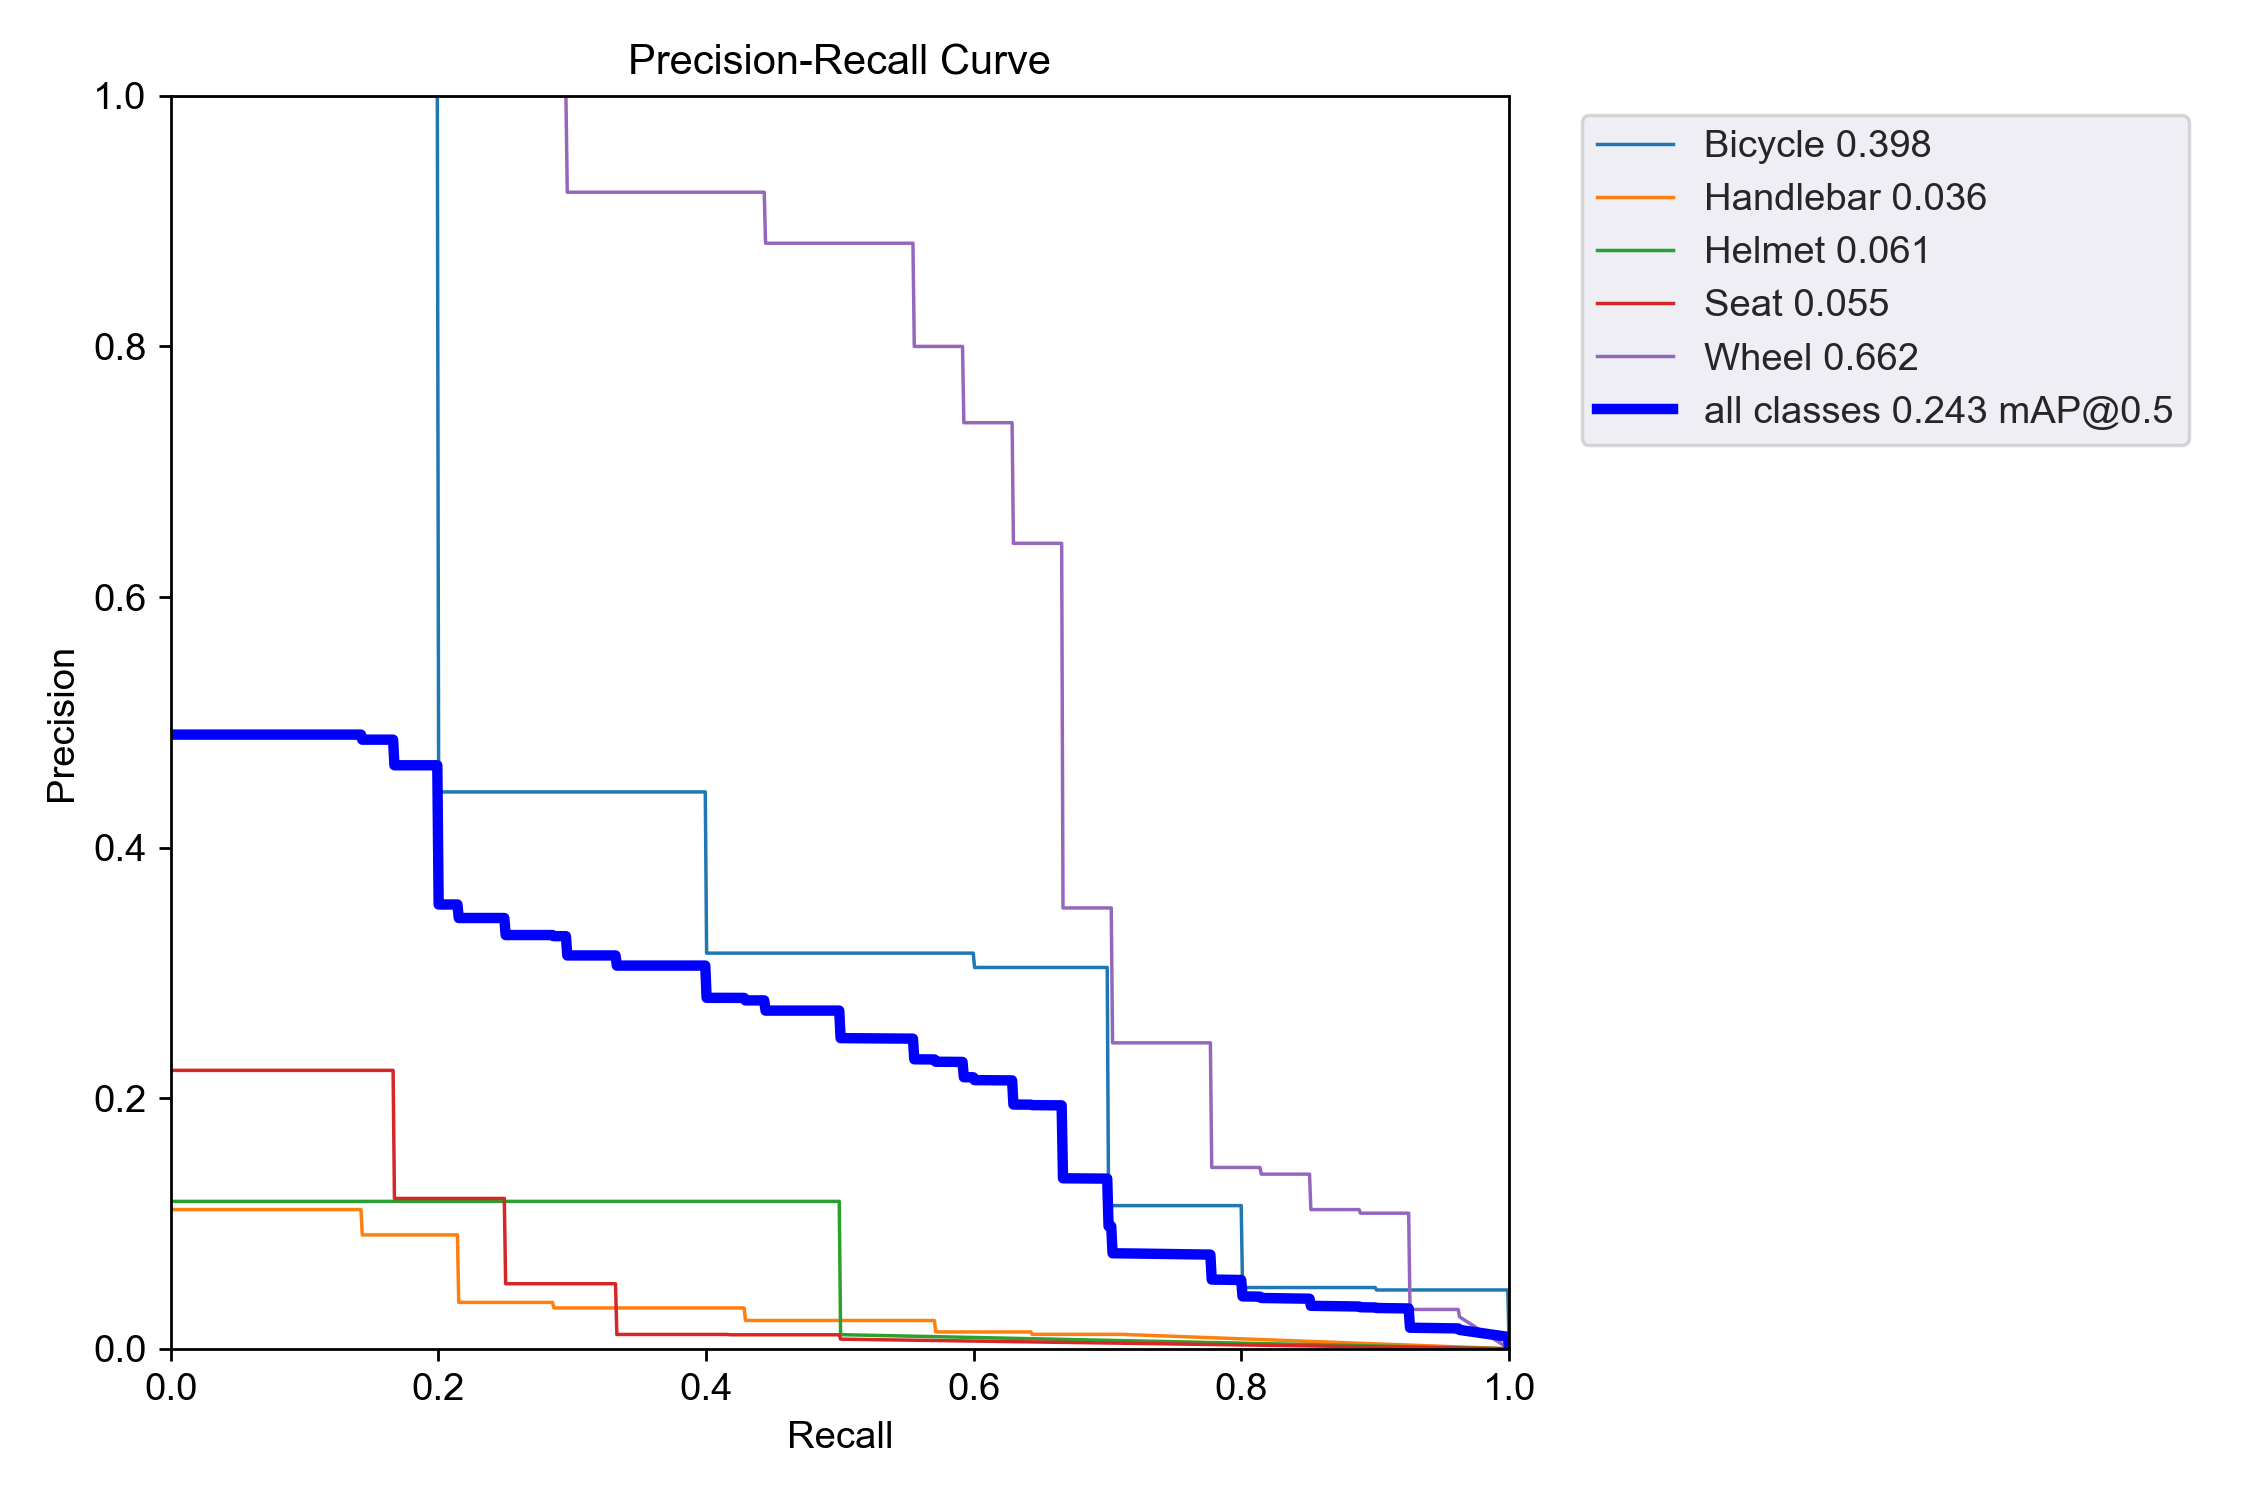 Precision-Recall Curve
1.0
0.8
0.6
0.4
0.2
0.0
Precision
0.0 0.2 0.4 0.6 0.8 1.0
Recall
Bicycle 0.398
Handlebar 0.036
Helmet 0.061
Seat 0.055
Wheel 0.662
all classes 0.243 mAP@0.5